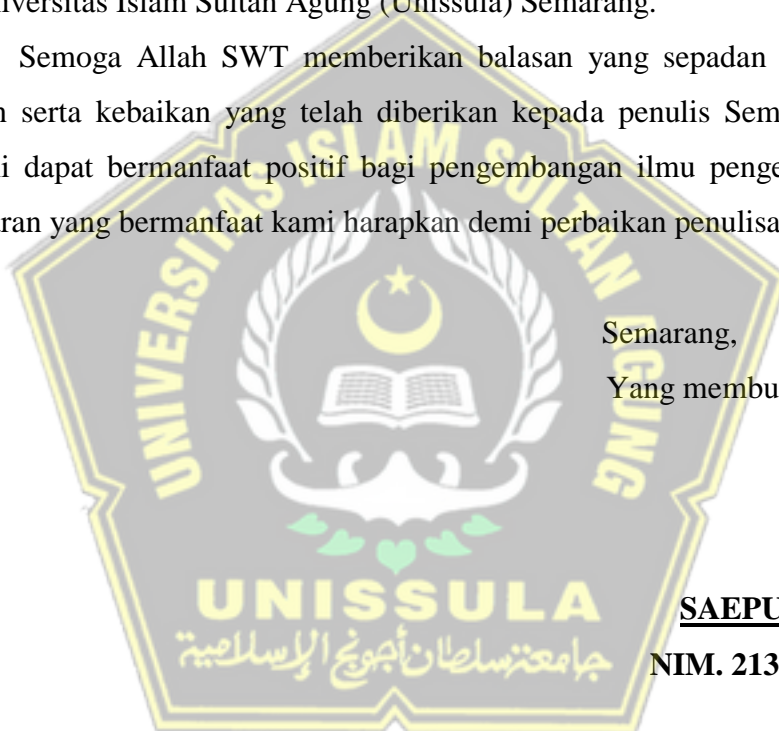 niversitas Islam Sultan Agung (Unissula) Semarang.
Semoga Allah SWT memberikan balasan yang sepadan
n serta kebaikan yang telah diberikan kepada penulis Sem
i dapat bermanfaat positif bagi pengembangan ilmu penge
ran yang bermanfaat kami harapkan demi perbaikan penulisa
UNIVERSITAS ISLAM SULTAN AGUNG
Semarang,
Yang membu
UNISSULA
جامعة سلطان أجونج الإسلامية
SAEPU
NIM. 213